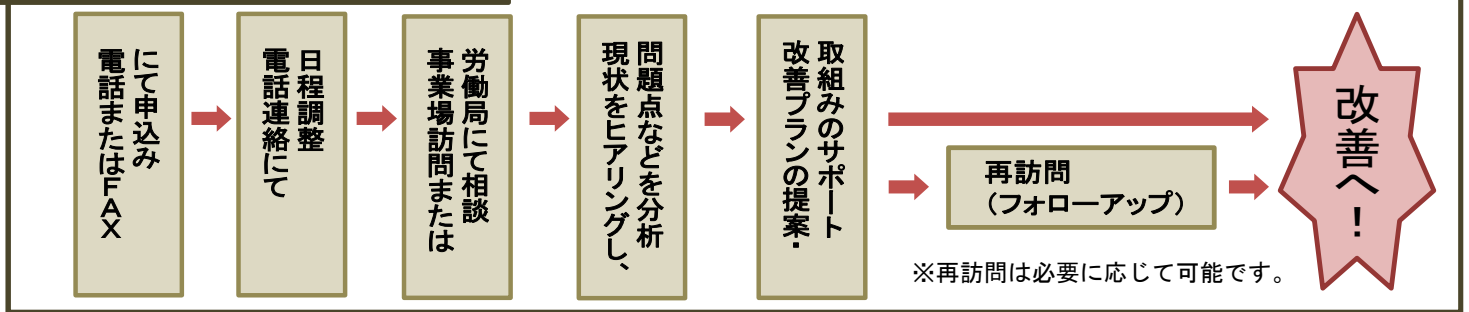 電話またはFAX
にて申込み
電話連絡にて
日程調整
事業場訪問または
労働局にて相談
現状をヒアリングし、
問題点などを分析
改善プランの提案・
取組みのサポート
再訪問
（フォローアップ）
※再訪問は必要に応じて可能です。
改善へ！